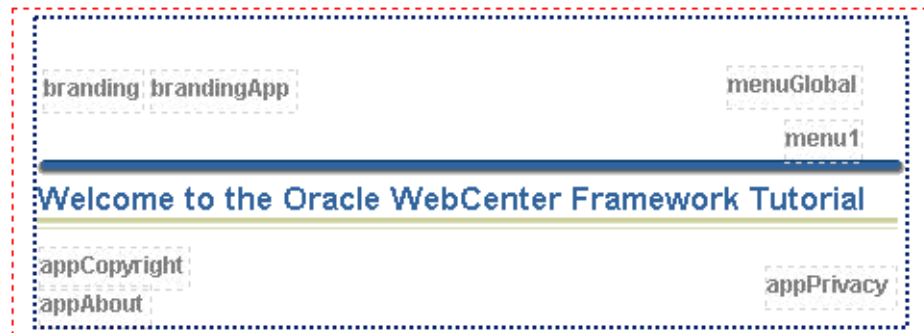 branding brandingApp menuGlobal
menu1
Welcome to the Oracle WebCenter Framework Tutorial
appCopyright
appAbout appPrivacy